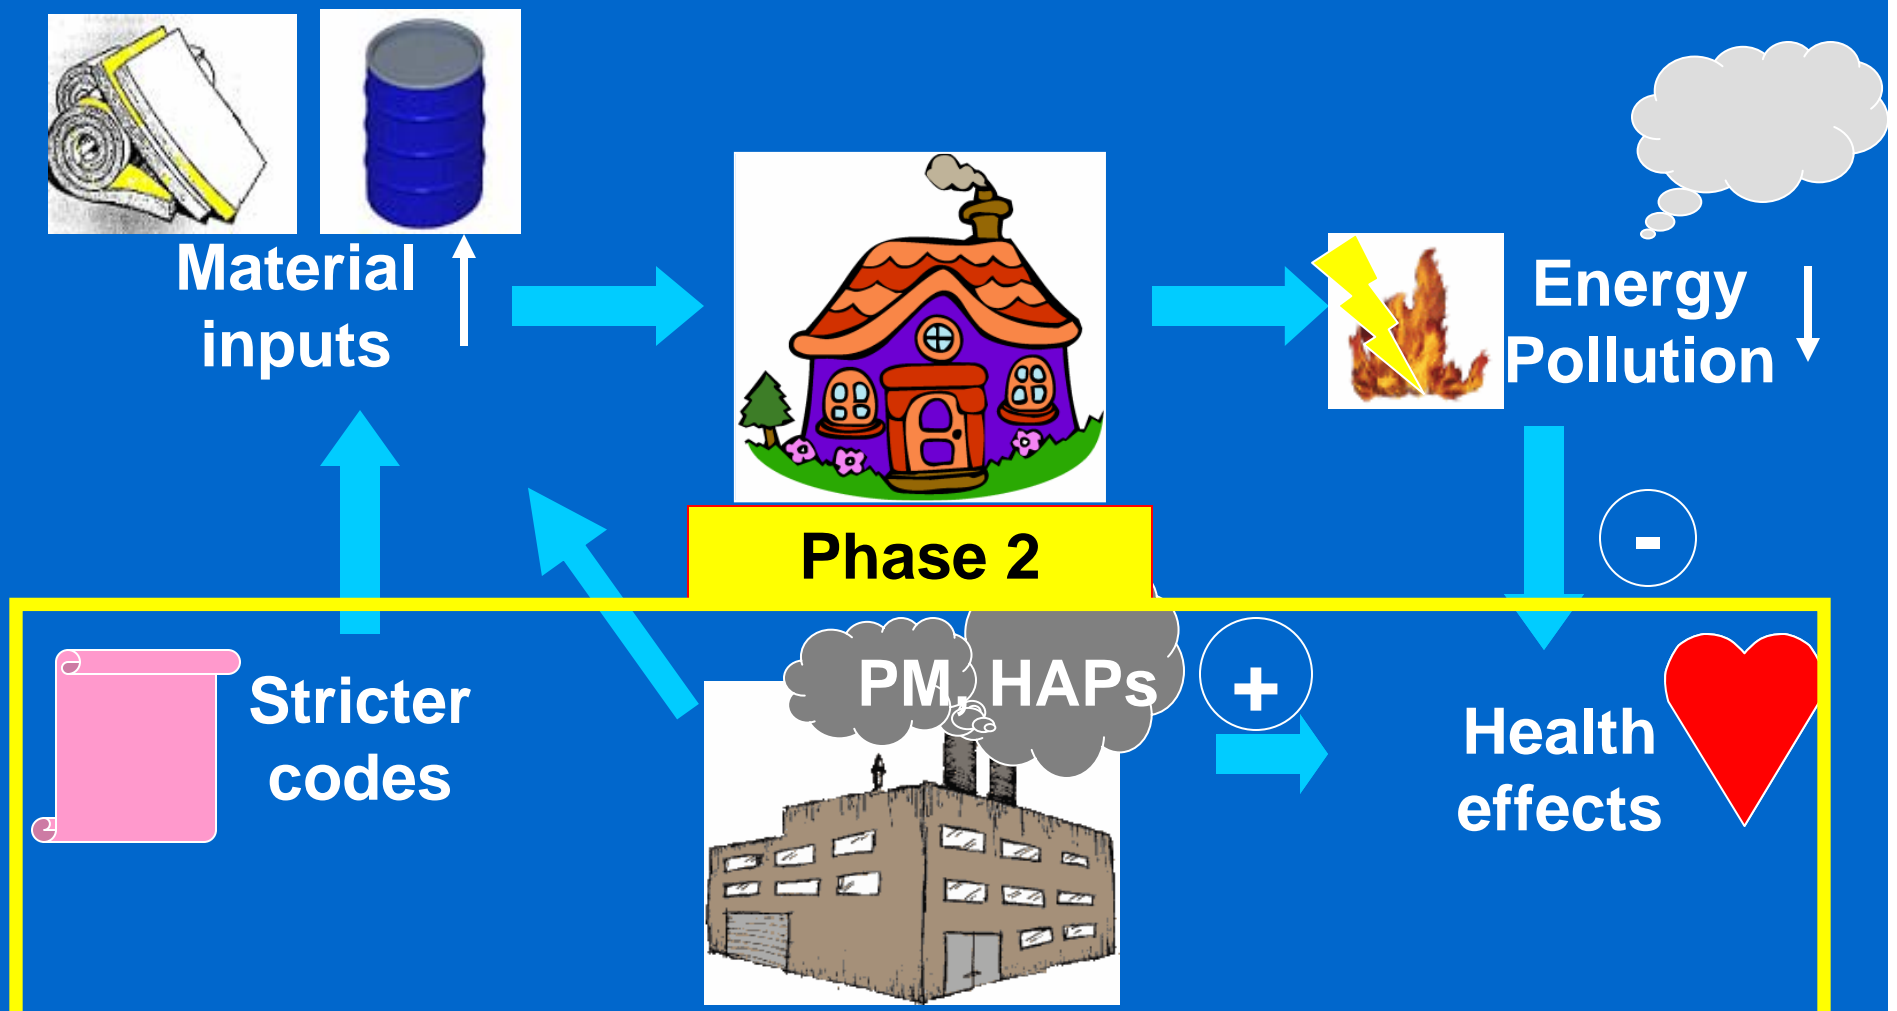 Material
inputs
Energy
Pollution
Phase 2
-
Stricter
codes
PM, HAPs
+
Health
effects